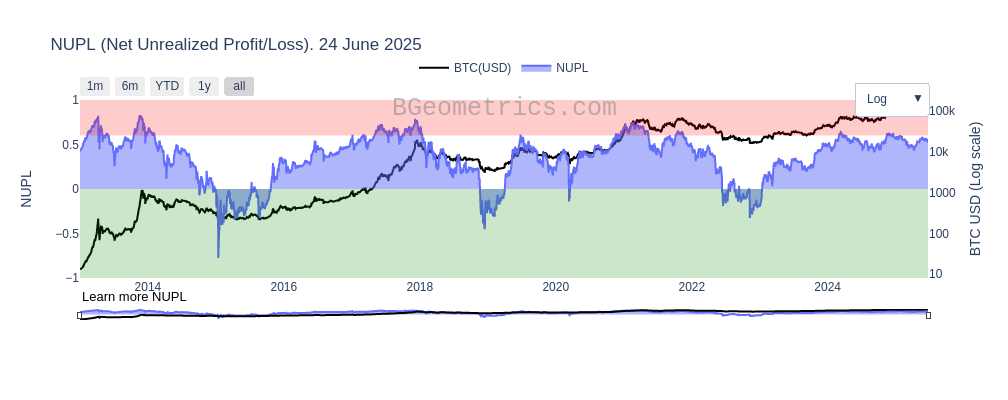 NUPL (Net Unrealized Profit/Loss). 24 June 2025
BTC(USD) NUPL
1m 6m YTD 1y all
Log ▼
BGeometrics.com
1
0.5
0
−0.5
−1
NUPL
100k
10k
1000
100
10
BTC USD (Log scale)
2014 2016 2018 2020 2022 2024
Learn more NUPL